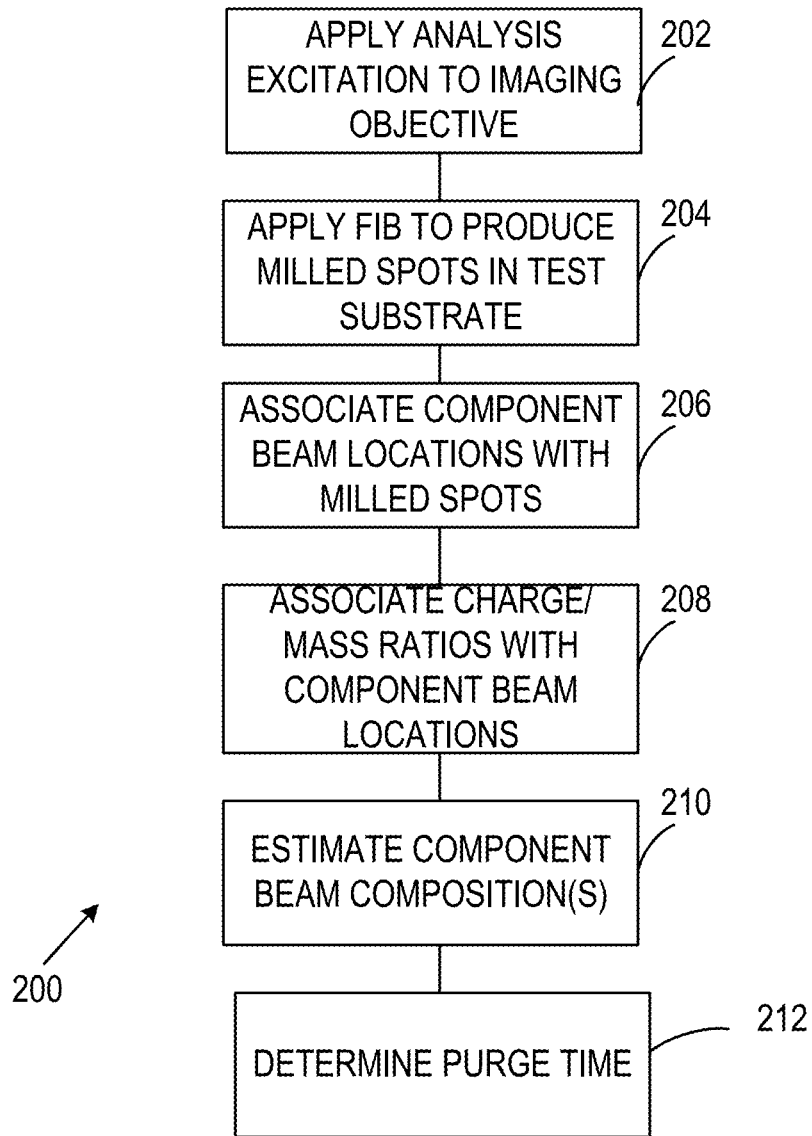 APPLY ANALYSIS
EXCITATION TO IMAGING
OBJECTIVE
202
APPLY FIB TO PRODUCE
MILLED SPOTS IN TEST
SUBSTRATE
204
ASSOCIATE COMPONENT
BEAM LOCATIONS WITH
MILLED SPOTS
206
ASSOCIATE CHARGE/
MASS RATIOS WITH
COMPONENT BEAM
LOCATIONS
208
ESTIMATE COMPONENT
BEAM COMPOSITION(S)
210
200
DETERMINE PURGE TIME
212